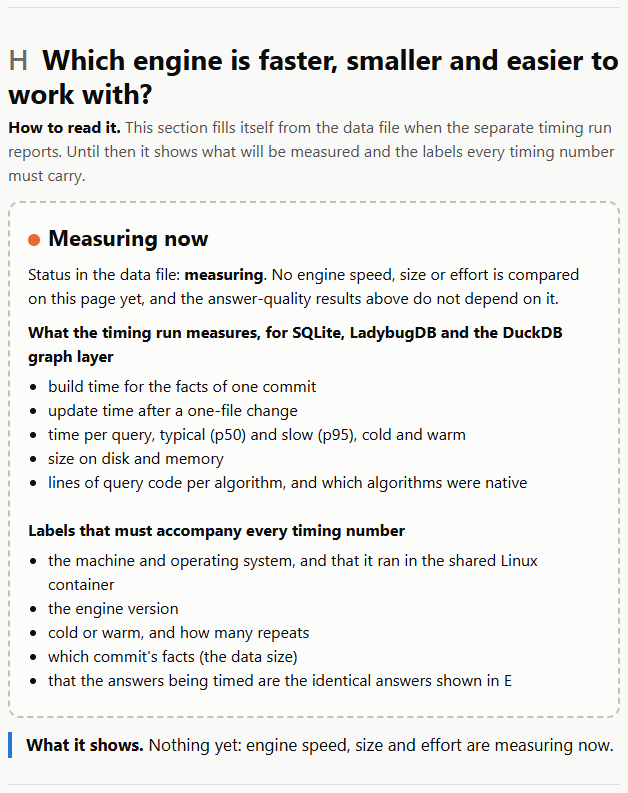 H Which engine is faster, smaller and easier to
work with?
How to read it. This section fills itself from the data file when the separate timing run
reports. Until then it shows what will be measured and the labels every timing number
must carry.
Measuring now
Status in the data file: measuring. No engine speed, size or effort is compared
on this page yet, and the answer-quality results above do not depend on it.
What the timing run measures, for SQLite, LadybugDB and the DuckDB
graph layer
• build time for the facts of one commit
• update time after a one-file change
• time per query, typical (p50) and slow (p95), cold and warm
• size on disk and memory
• lines of query code per algorithm, and which algorithms were native
Labels that must accompany every timing number
• the machine and operating system, and that it ran in the shared Linux
container
• the engine version
• cold or warm, and how many repeats
• which commit's facts (the data size)
• that the answers being timed are the identical answers shown in E
What it shows. Nothing yet: engine speed, size and effort are measuring now.